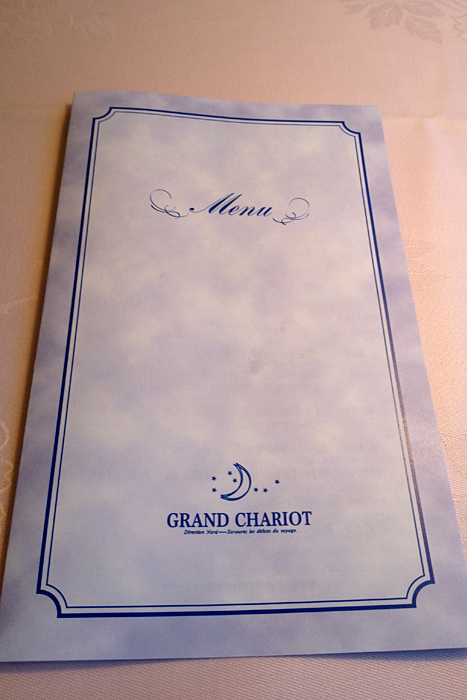 Menu
GRAND CHARIOT
Direction Nord — Savourez les délices du voyage.